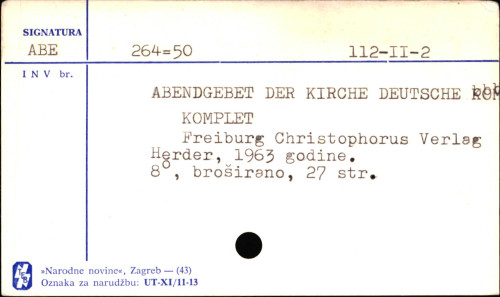 SIGNATURA
ABE 264=50 112-II-2
INV br.
ABENDGEBET DER KIRCHE DEUTSCHE
KOMPLET
Freiburg Christophorus Verlag
Herder, 1963 godine.
8°, broširano, 27 str.
»Narodne novine«, Zagreb — (43)
Oznaka za narudžbu: UT-XI/11-13